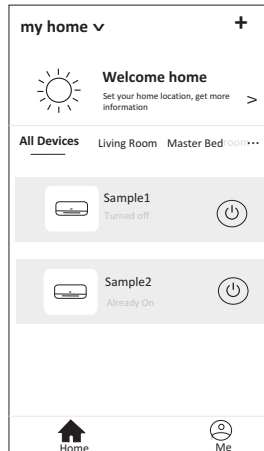 my home
+
Welcome home
Set your home location, get more
information
>
All Devices Living Room Master Bedroom ...
Sample1
Turned off
Sample2
Already On
Home Me